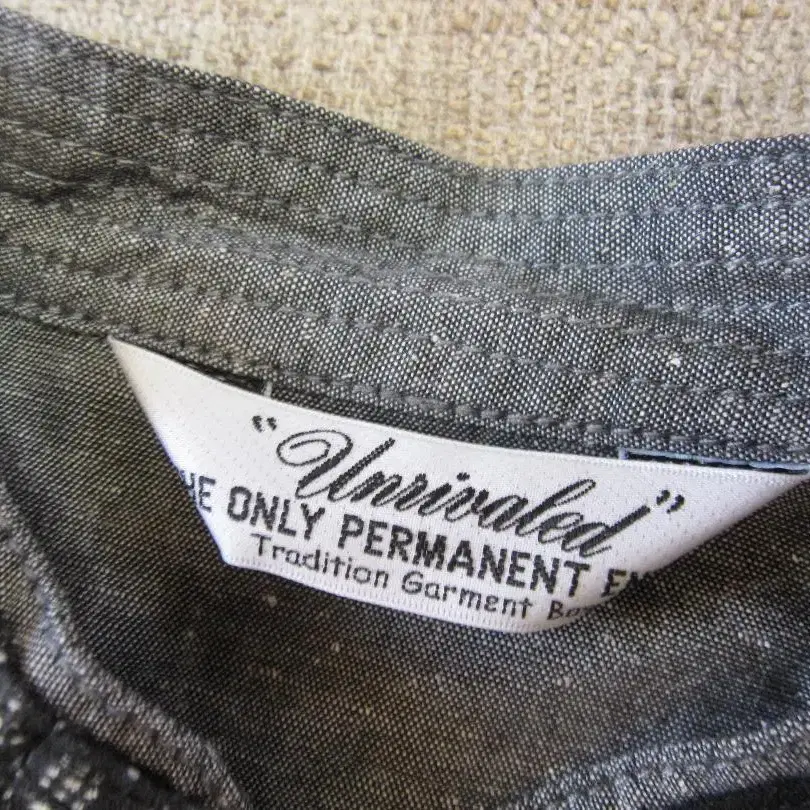 "Unrivaled"
ONLY PERMANENT
Tradition Garment